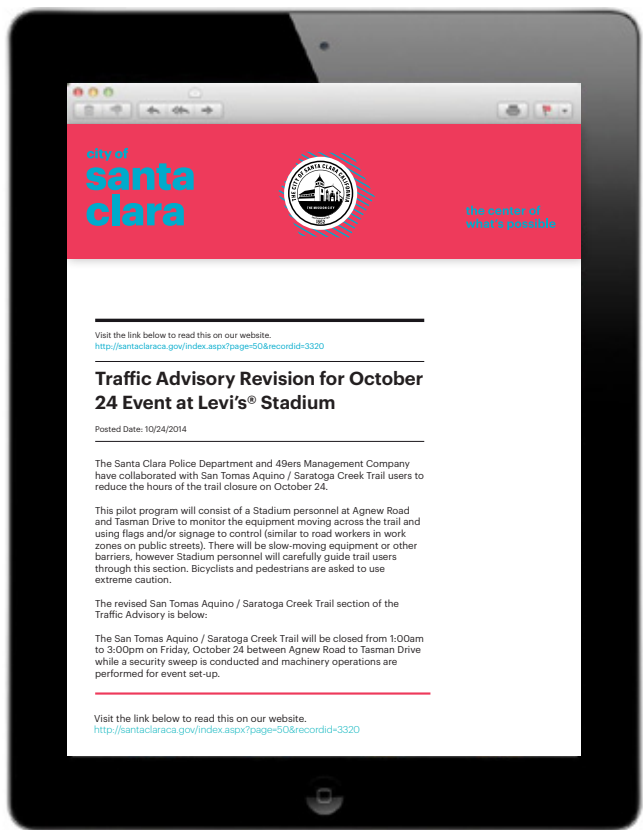 city of
santa
clara
THE CITY OF SANTA CLARA CALIFORNIA
THE MISSION CITY
1852
the center of
what's possible
Visit the link below to read this on our website.
http://santaclaraca.gov/index.aspx?page=50&recordid=3320
Traffic Advisory Revision for October
24 Event at Levi's® Stadium
Posted Date: 10/24/2014
The Santa Clara Police Department and 49ers Management Company
have collaborated with San Tomas Aquino / Saratoga Creek Trail users to
reduce the hours of the trail closure on October 24.
This pilot program will consist of a Stadium personnel at Agnew Road
and Tasman Drive to monitor the equipment moving across the trail and
using flags and/or signage to control (similar to road workers in work
zones on public streets). There will be slow-moving equipment or other
barriers, however Stadium personnel will carefully guide trail users
through this section. Bicyclists and pedestrians are asked to use
extreme caution.
The revised San Tomas Aquino / Saratoga Creek Trail section of the
Traffic Advisory is below:
The San Tomas Aquino / Saratoga Creek Trail will be closed from 1:00am
to 3:00pm on Friday, October 24 between Agnew Road to Tasman Drive
while a security sweep is conducted and machinery operations are
performed for event set-up.
Visit the link below to read this on our website.
http://santaclaraca.gov/index.aspx?page=50&recordid=3320